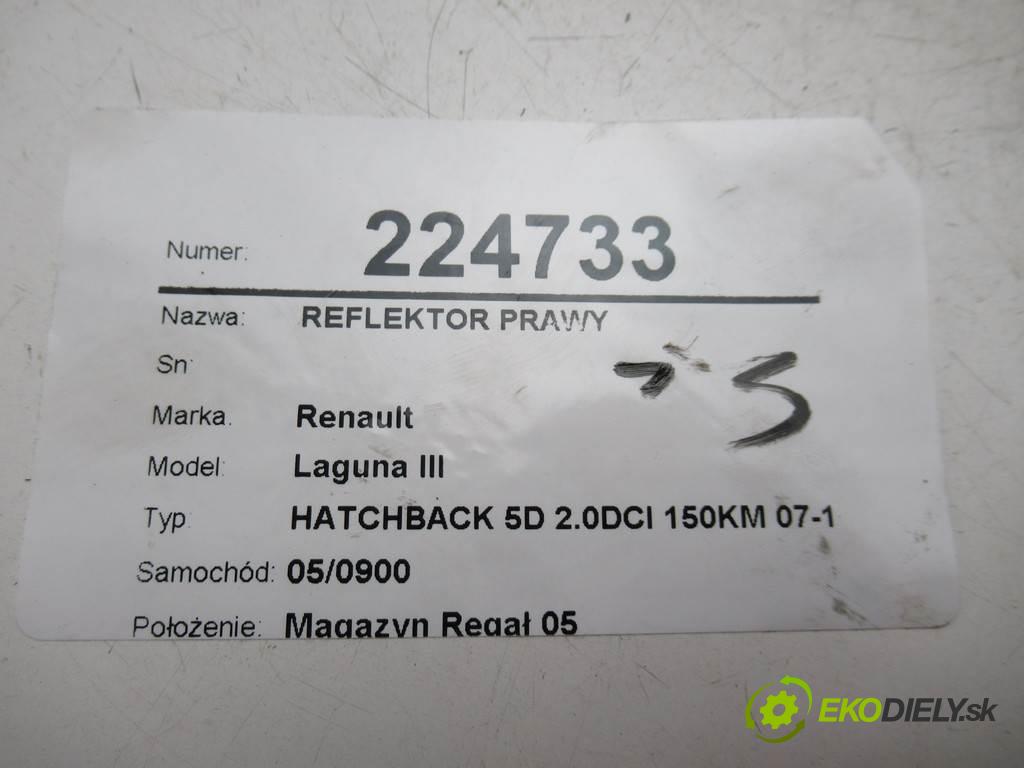 Numer: 224733
Nazwa: REFLEKTOR PRAWY
Sn:
Marka. Renault
Model: Laguna III
Typ: HATCHBACK 5D 2.0DCI 150KM 07-1
Samochód: 05/0900
Położenie: Magazyn Regał 05
EKODIELY.sk